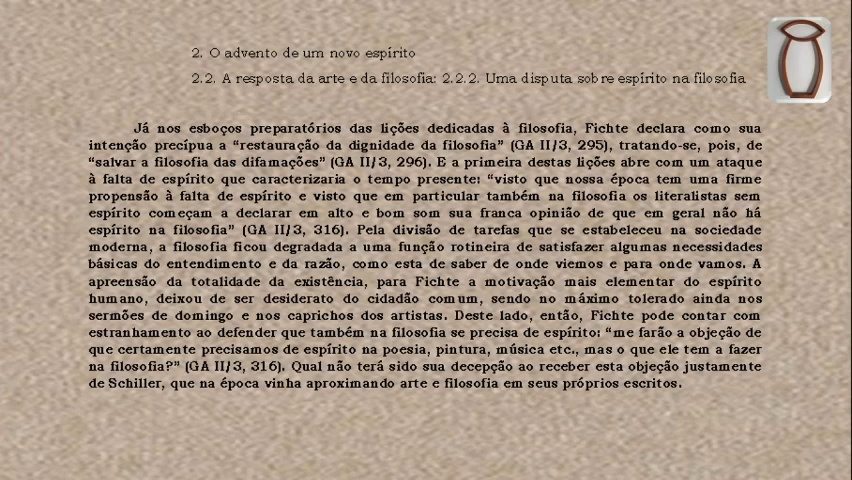 2. O advento de um novo espírito
2.2. A resposta da arte e da filosofia: 2.2.2. Uma disputa sobre espírito na filosofia
Já nos esboços preparatórios das lições dedicadas à filosofia, Fichte declara como sua
intenção precípua a “restauração da dignidade da filosofia” (GA II/3, 295), tratando-se, pois, de
“salvar a filosofia das difamações” (GA II/3, 296). E a primeira destas lições abre com um ataque
à falta de espírito que caracterizaria o tempo presente: “visto que nossa época tem uma firme
propensão à falta de espírito e visto que em particular também na filosofia os literalistas sem
espírito começam a declarar em alto e bom som sua franca opinião de que em geral não há
espírito na filosofia” (GA II/3, 316). Pela divisão de tarefas que se estabeleceu na sociedade
moderna, a filosofia ficou degradada a uma função rotineira de satisfazer algumas necessidades
básicas do entendimento e da razão, como esta de saber de onde viemos e para onde vamos. A
apreensão da totalidade da existência, para Fichte a motivação mais elementar do espírito
humano, deixou de ser desiderato do cidadão comum, sendo no máximo tolerado ainda nos
sermões de domingo e nos caprichos dos artistas. Deste lado, então, Fichte pode contar com
estranhamento ao defender que também na filosofia se precisa de espírito: “me farão a objeção de
que certamente precisamos de espírito na poesia, pintura, música etc., mas o que ele tem a fazer
na filosofia?” (GA II/3, 316). Qual não terá sido sua decepção ao receber esta objeção justamente
de Schiller, que na época vinha aproximando arte e filosofia em seus próprios escritos.